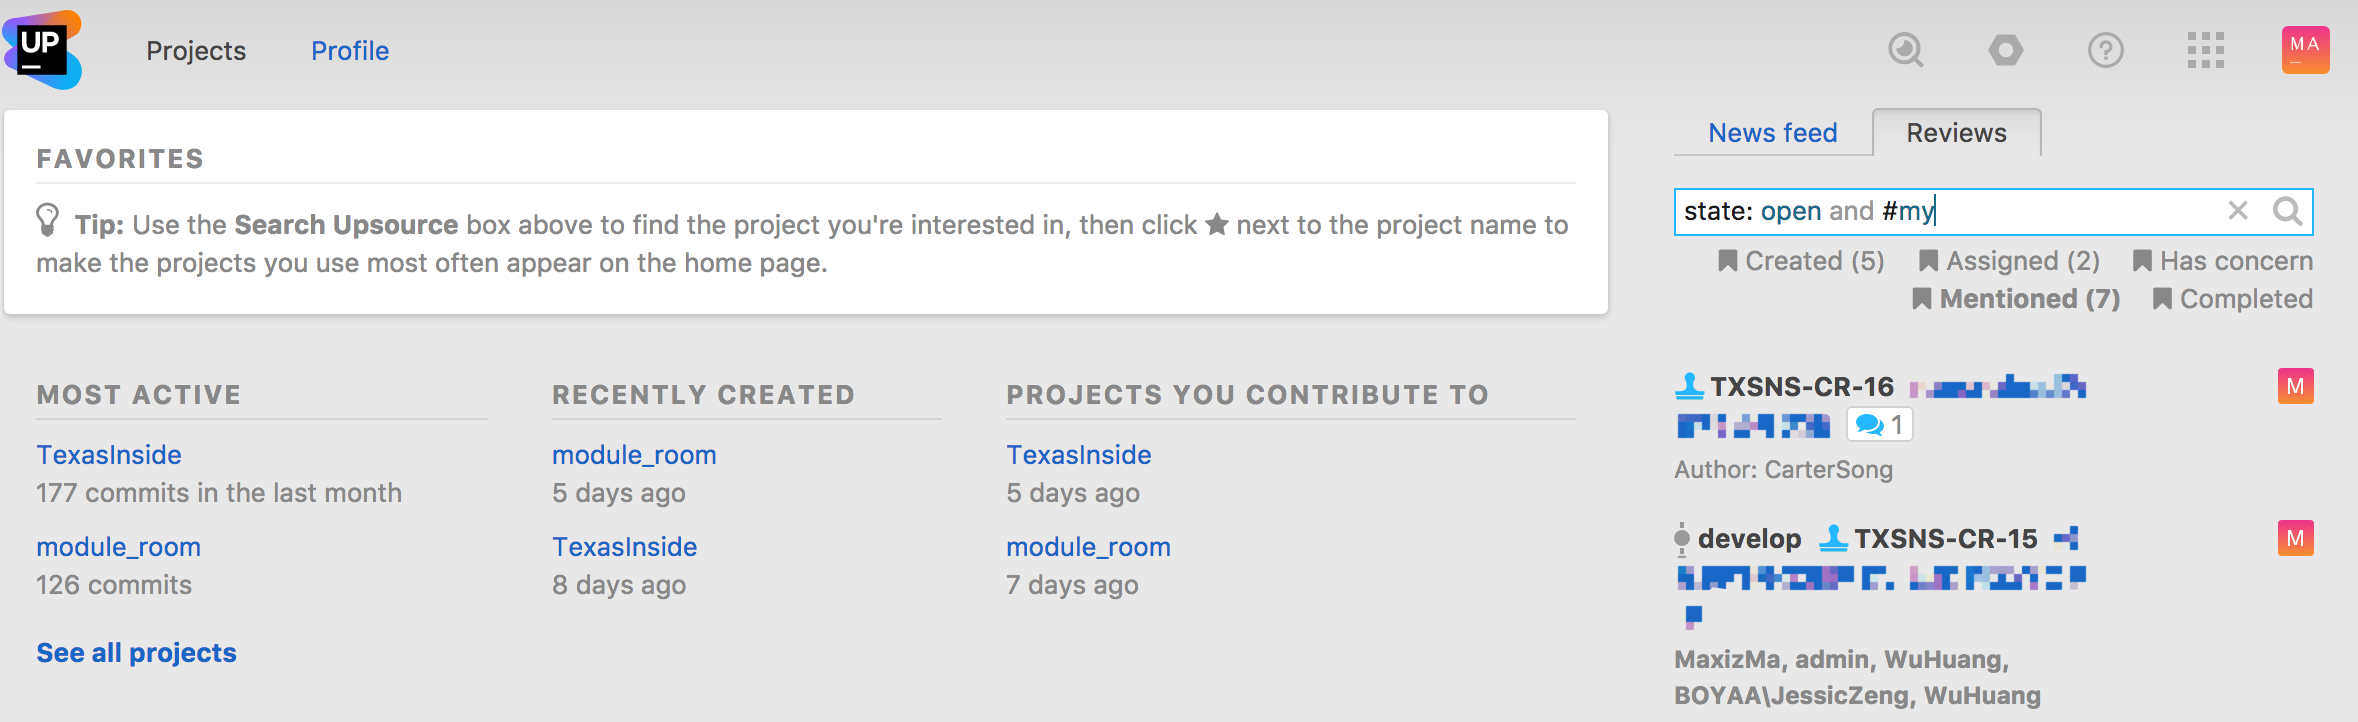 UP
Projects
Profile
MA
FAVORITES
Tip: Use the Search Upsource box above to find the project you're interested in, then click next to the project name to
make the projects you use most often appear on the home page.
MOST ACTIVE
TexasInside
177 commits in the last month
module_room
126 commits
See all projects
RECENTLY CREATED
module_room
5 days ago
TexasInside
8 days ago
PROJECTS YOU CONTRIBUTE TO
TexasInside
5 days ago
module_room
7 days ago
News feed
Reviews
state: open and #my
Created (5) Assigned (2) Has concern
Mentioned (7) Completed
TXSNS-CR-16
M
1
Author: CarterSong
develop TXSNS-CR-15
M
MaxizMa, admin, WuHuang,
BOYAA\JessicZeng, WuHuang